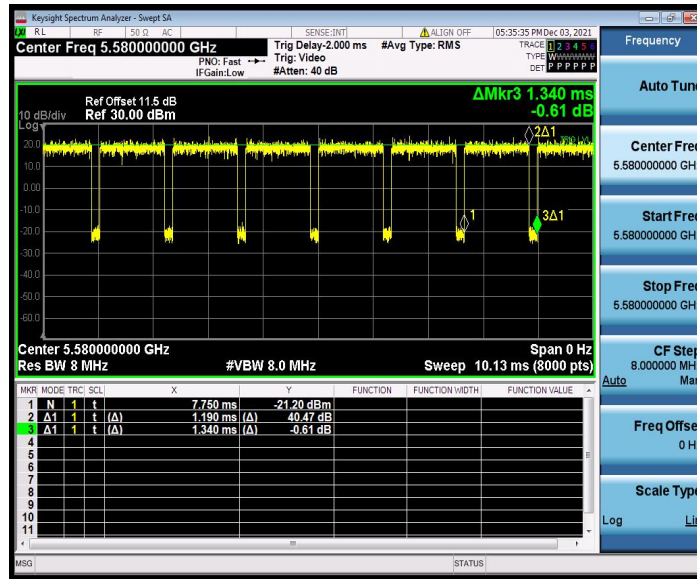 Keysight Spectrum Analyzer - Swept SA
LXI RL RF 50 Ω AC SENSE:INT ALIGN OFF 05:35:35 PM Dec 03, 2021
Center Freq 5.580000000 GHz
PNO: Fast
IFGain:Low
Trig Delay-2.000 ms
Trig: Video
#Atten: 40 dB
#Avg Type: RMS
TRACE 1 2 3 4 5 6
TYPE WWWWWW
DET P P P P P P
Frequency
Ref Offset 11.5 dB
10 dB/div Ref 30.00 dBm
Log
ΔMkr3 1.340 ms
-0.61 dB
20.0
10.0
0.00
-10.0
-20.0
-30.0
-40.0
-50.0
-60.0
2Δ1
1
3Δ1
Center 5.580000000 GHz Span 0 Hz
Res BW 8 MHz #VBW 8.0 MHz Sweep 10.13 ms (8000 pts)
MKR MODE TRC SCL X Y FUNCTION FUNCTION WIDTH FUNCTION VALUE
1 N 1 t 7.750 ms -21.20 dBm
2 Δ1 1 t (Δ) 1.190 ms (Δ) 40.47 dB
3 Δ1 1 t (Δ) 1.340 ms (Δ) -0.61 dB
4
5
6
7
8
9
10
11
MSG STATUS
Auto Tune
Center Freq
5.580000000 GH
Start Freq
5.580000000 GH
Stop Freq
5.580000000 GH
CF Step
8.000000 MH
Auto Man
Freq Offset
0 H
Scale Type
Log Lin